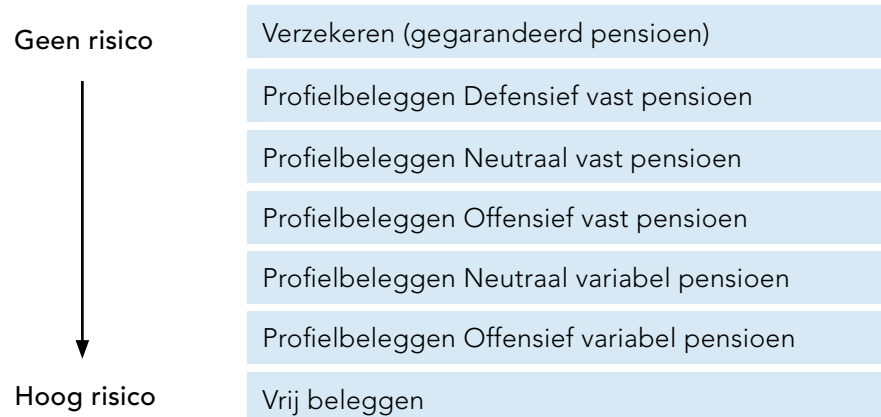 Geen risico
Verzekeren (gegarandeerd pensioen)
Profielbeleggen Defensief vast pensioen
Profielbeleggen Neutraal vast pensioen
Profielbeleggen Offensief vast pensioen
Profielbeleggen Neutraal variabel pensioen
Profielbeleggen Offensief variabel pensioen
Hoog risico
Vrij beleggen